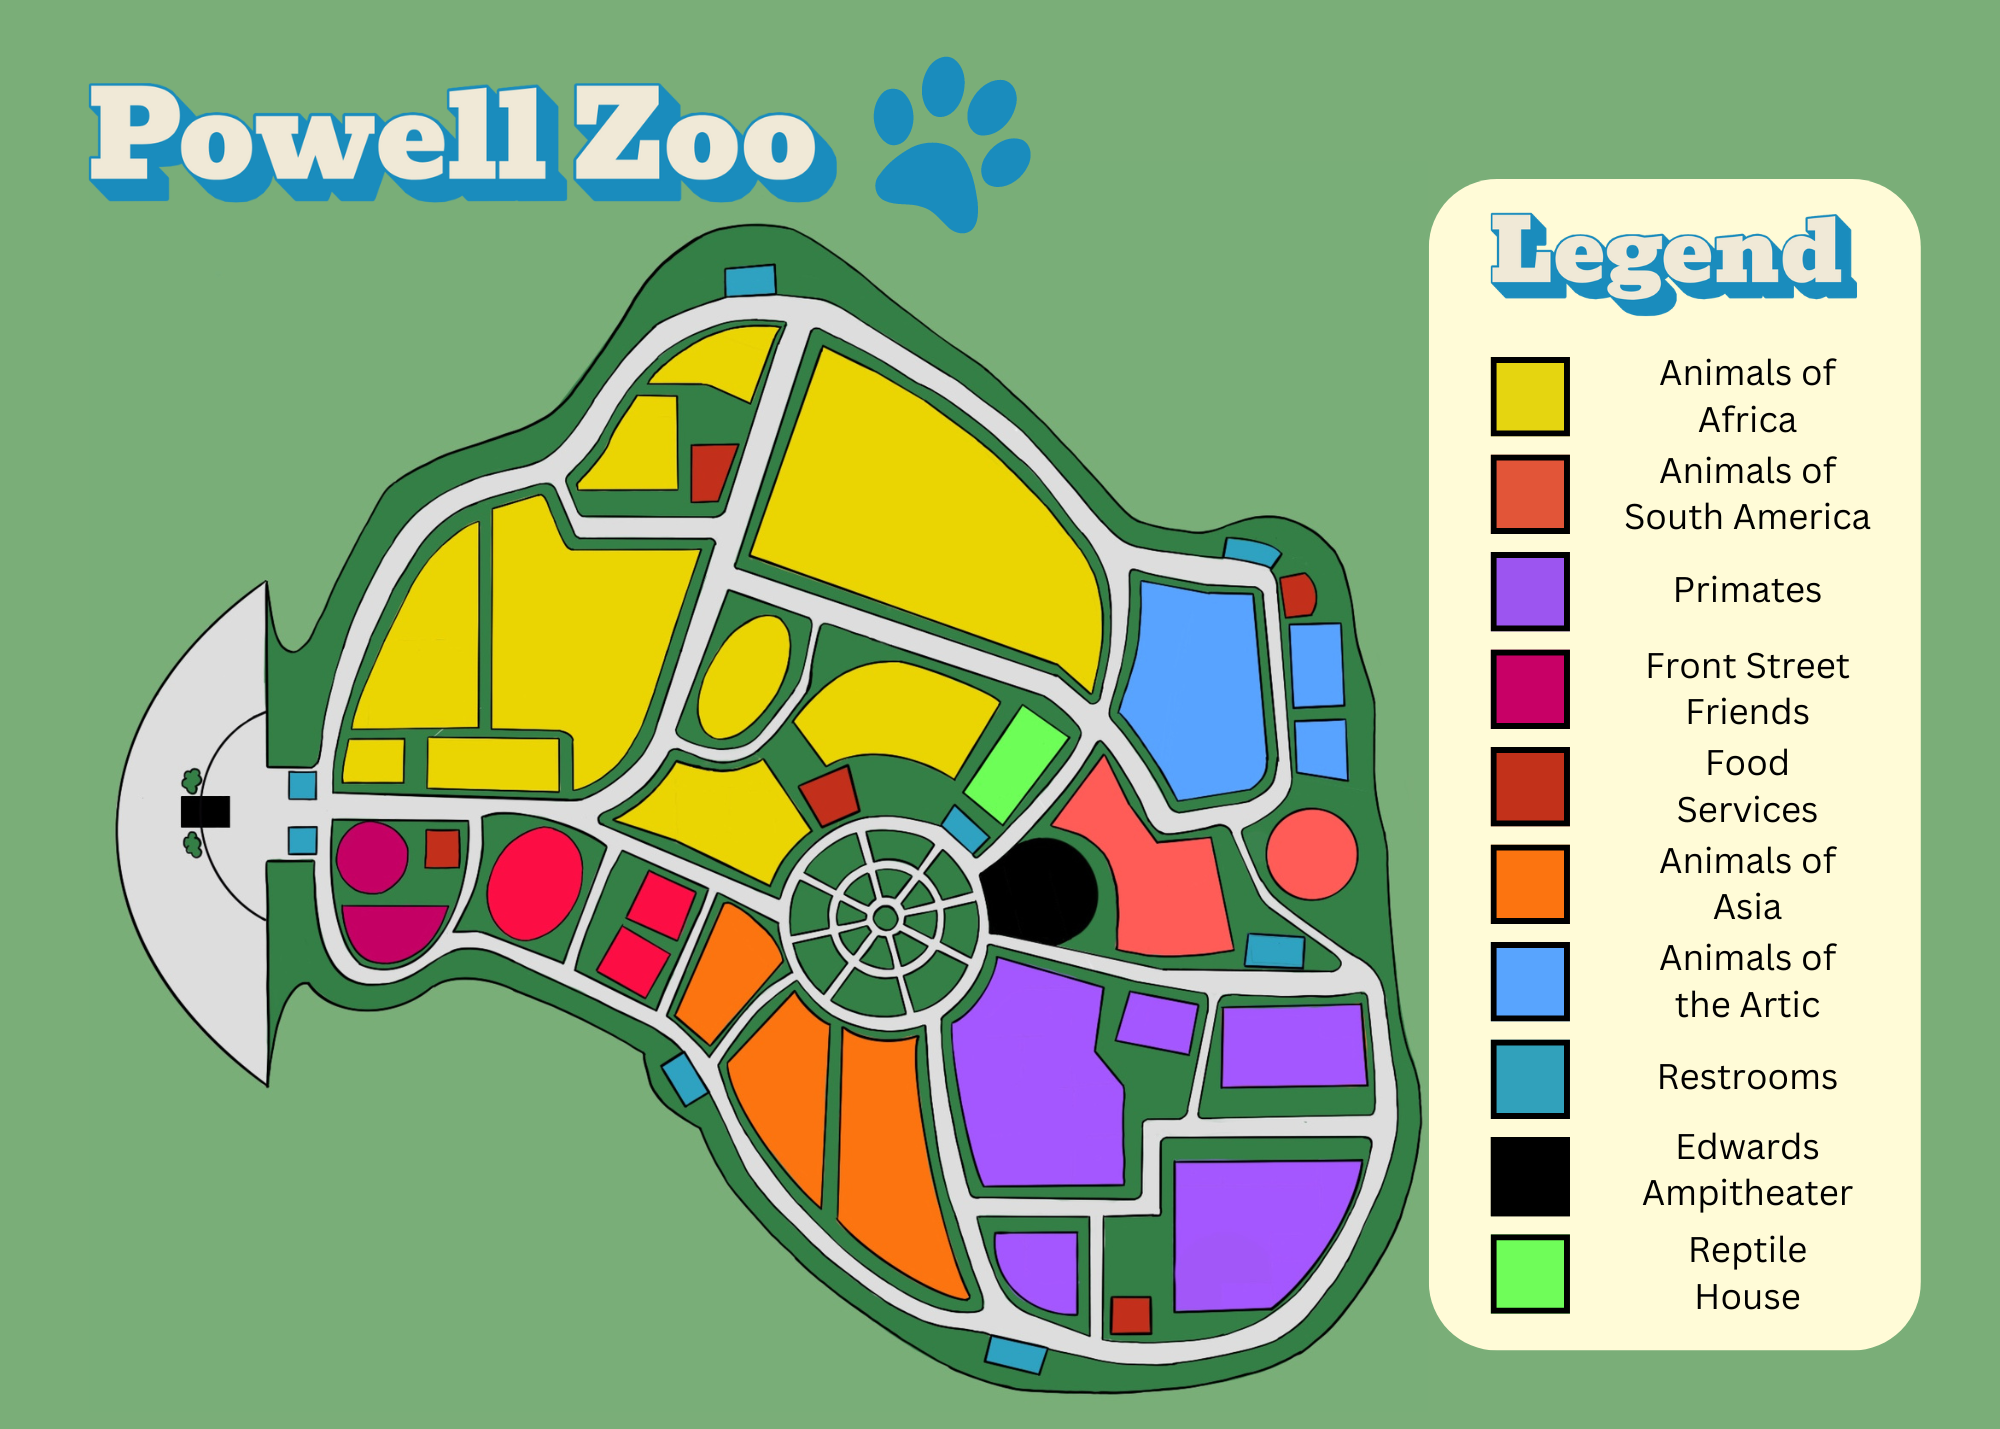 Powell Zoo
Legend
Animals of
Africa
Animals of
South America
Primates
Front Street
Friends
Food
Services
Animals of
Asia
Animals of
the Artic
Restrooms
Edwards
Ampitheater
Reptile
House